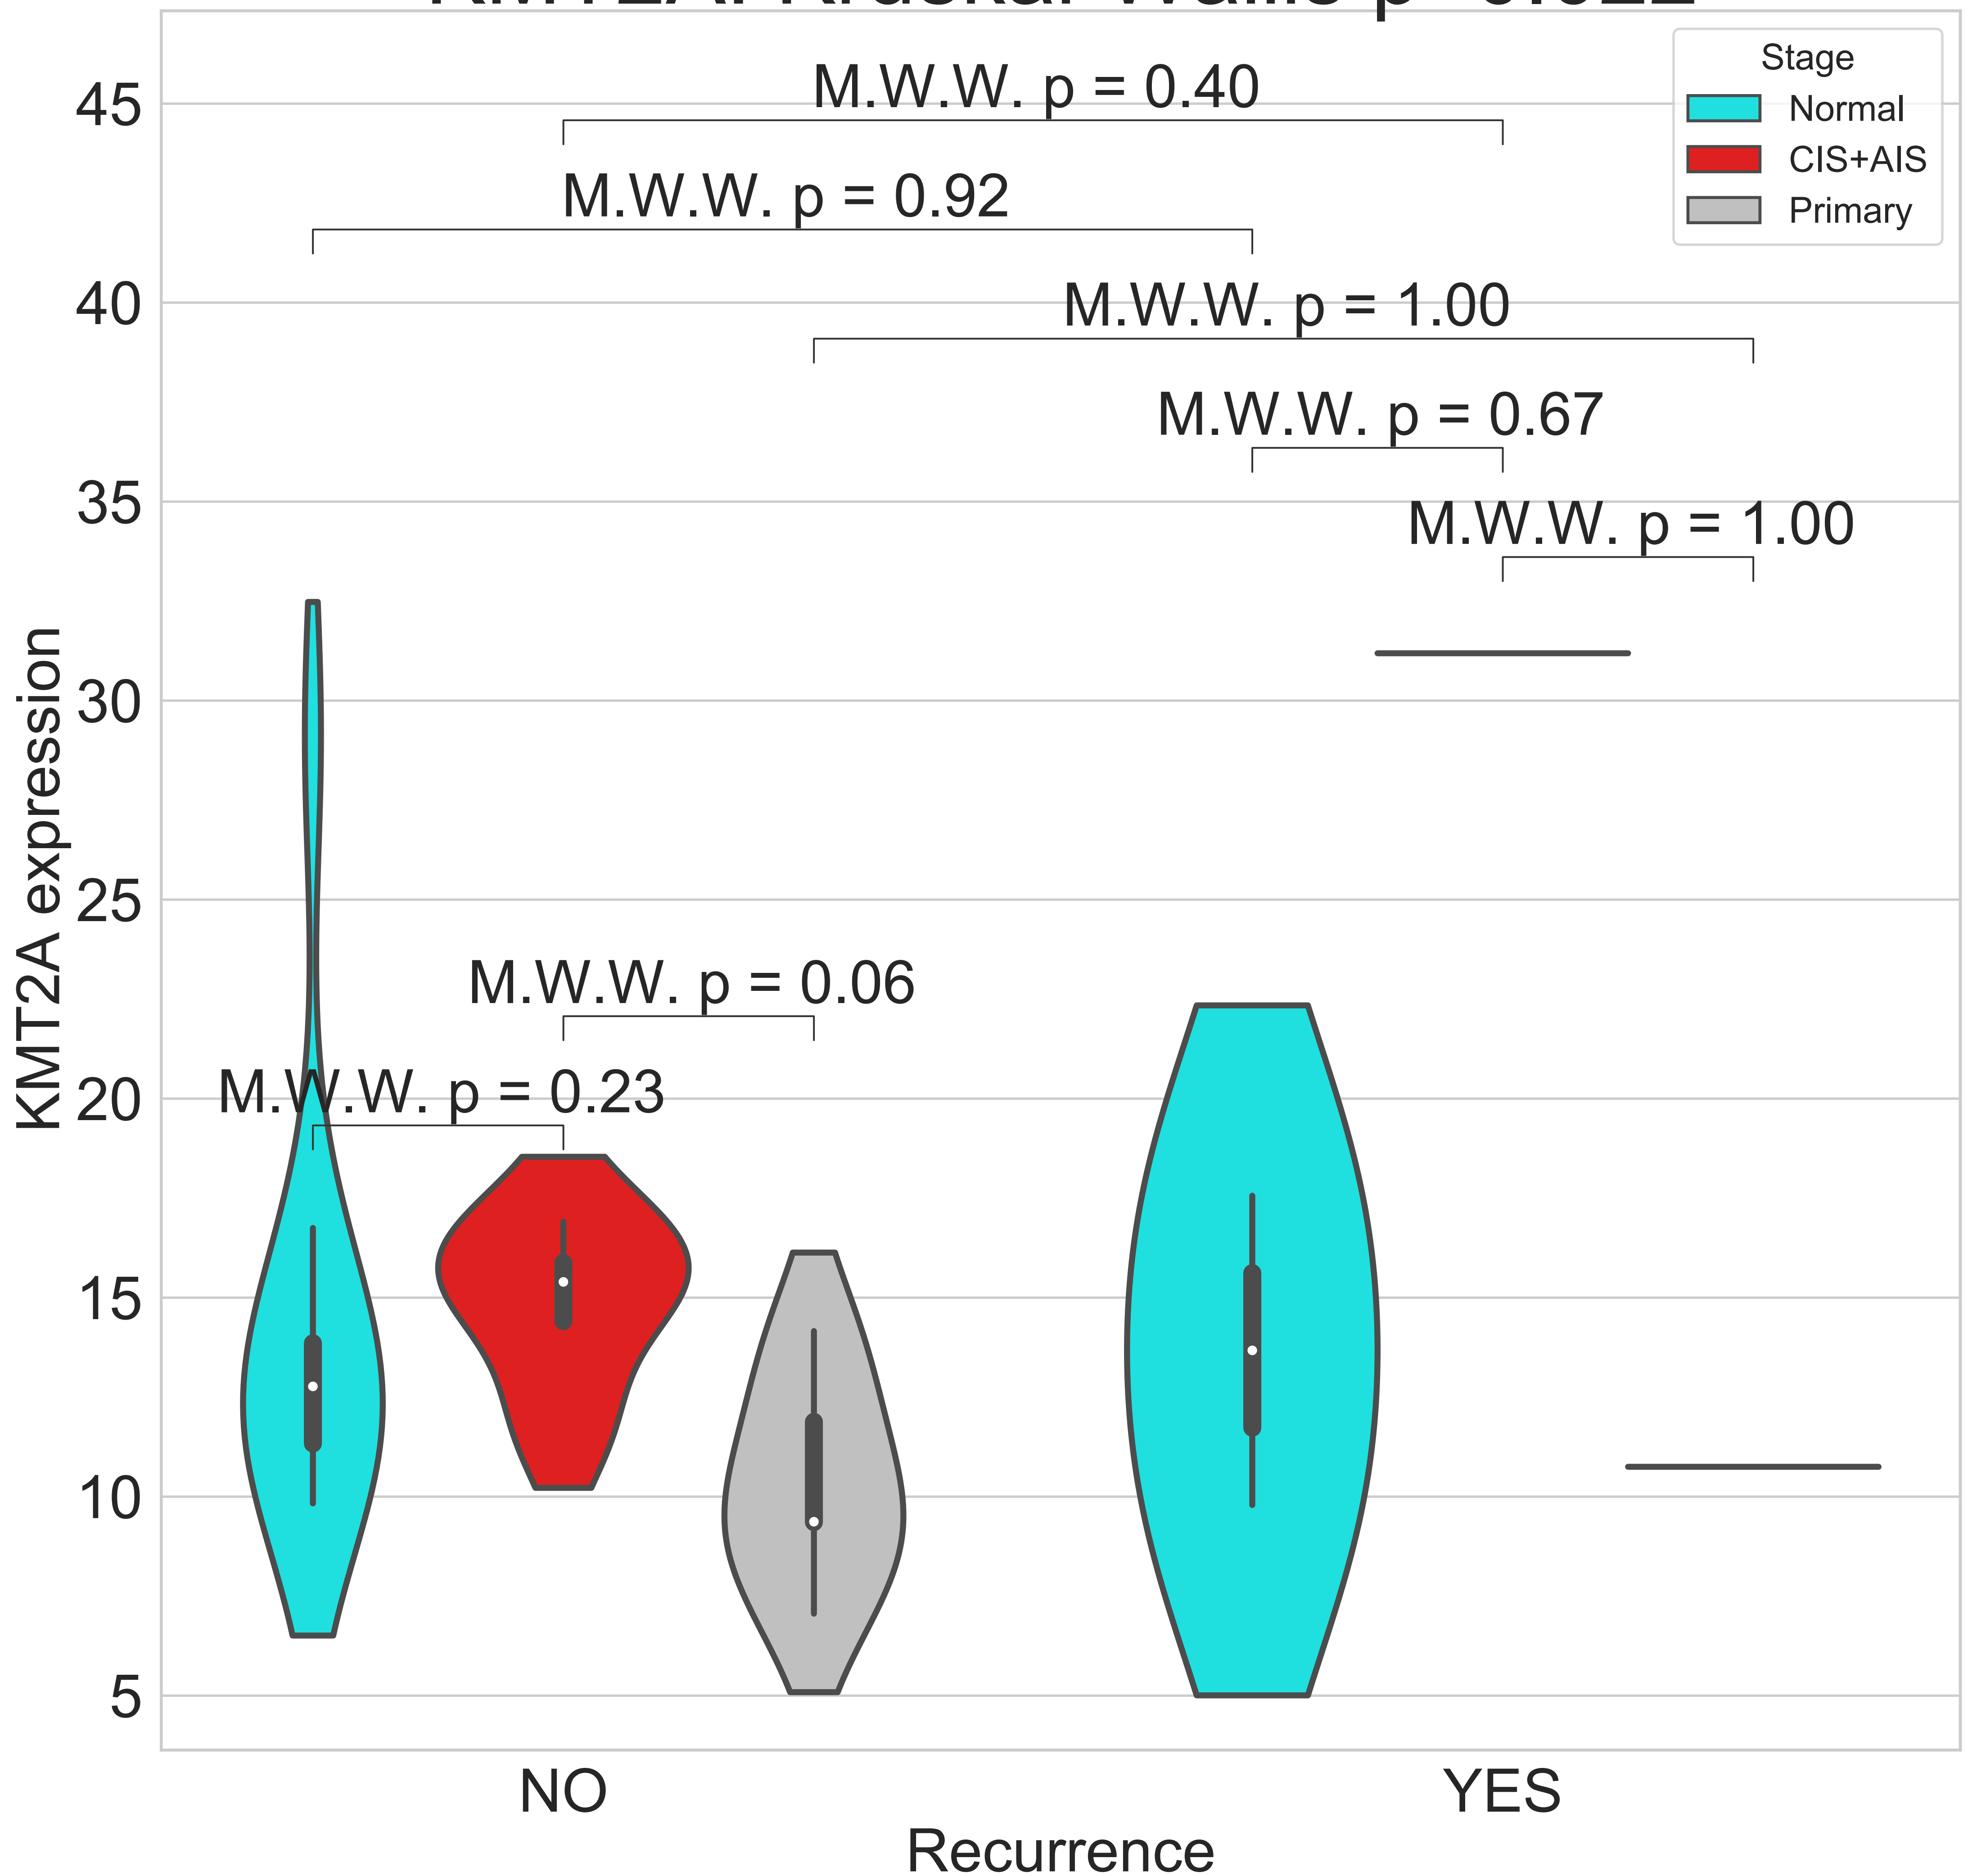 Stage
Normal
CIS+AIS
Primary
M.W.W. p = 0.40
M.W.W. p = 0.92
M.W.W. p = 1.00
M.W.W. p = 0.67
M.W.W. p = 1.00
M.W.W. p = 0.06
M.W.W. p = 0.23
45
40
35
30
25
20
15
10
5
KMT2A expression
NO
YES
Recurrence